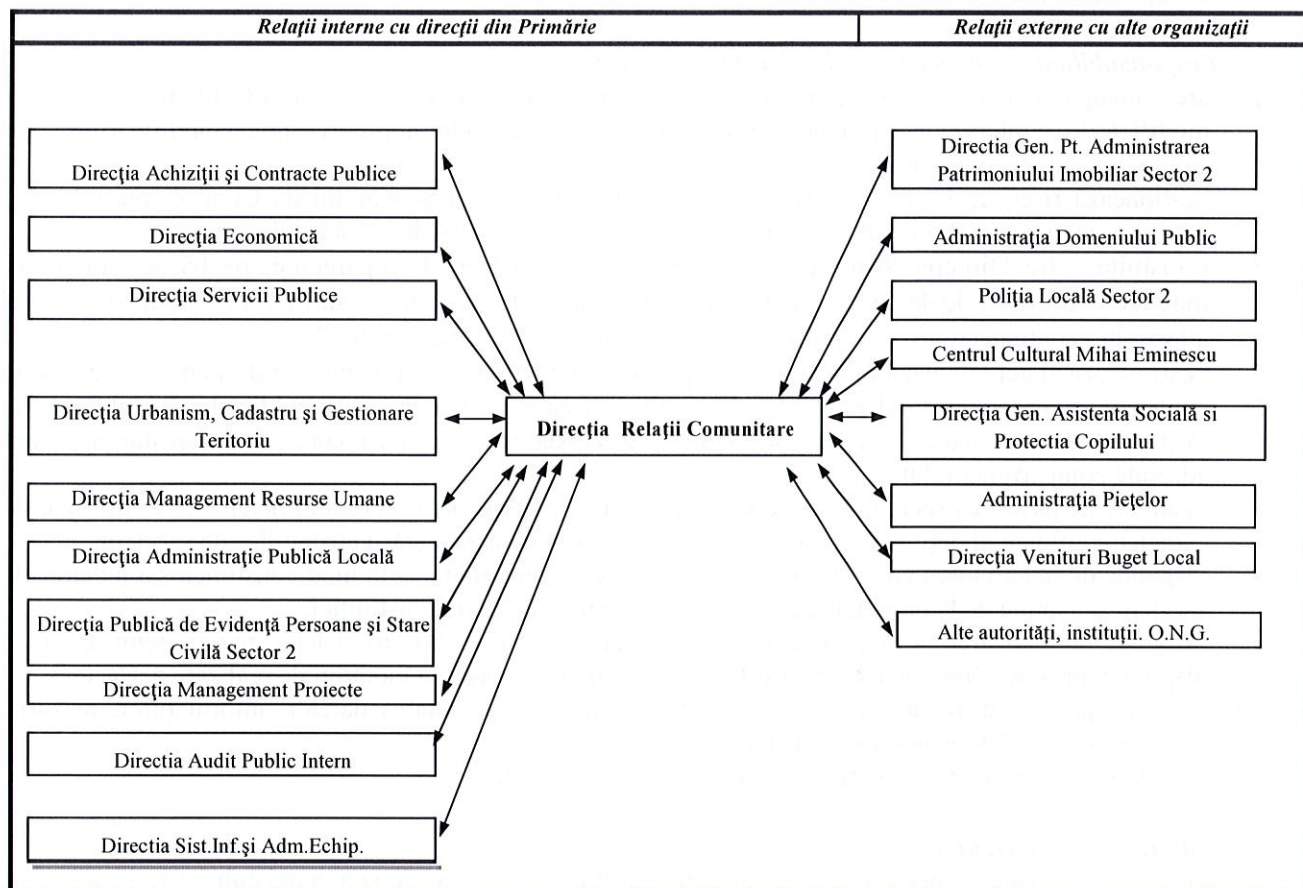 Relaţii interne cu direcţii din Primărie
Relaţii externe cu alte organizaţii
Direcţia Achiziţii şi Contracte Publice
Direcţia Economică
Direcţia Servicii Publice
Direcţia Urbanism, Cadastru şi Gestionare
Teritoriu
Direcţia Management Resurse Umane
Direcţia Administraţie Publică Locală
Direcţia Publică de Evidenţă Persoane şi Stare
Civilă Sector 2
Direcţia Management Proiecte
Directia Audit Public Intern
Directia Sist.Inf.şi Adm.Echip.
Direcţia Relaţii Comunitare
Directia Gen. Pt. Administrarea
Patrimoniului Imobiliar Sector 2
Administraţia Domeniului Public
Poliţia Locală Sector 2
Centrul Cultural Mihai Eminescu
Direcţia Gen. Asistenta Socială si
Protectia Copilului
Administraţia Pieţelor
Direcţia Venituri Buget Local
Alte autorităţi, instituţii. O.N.G.